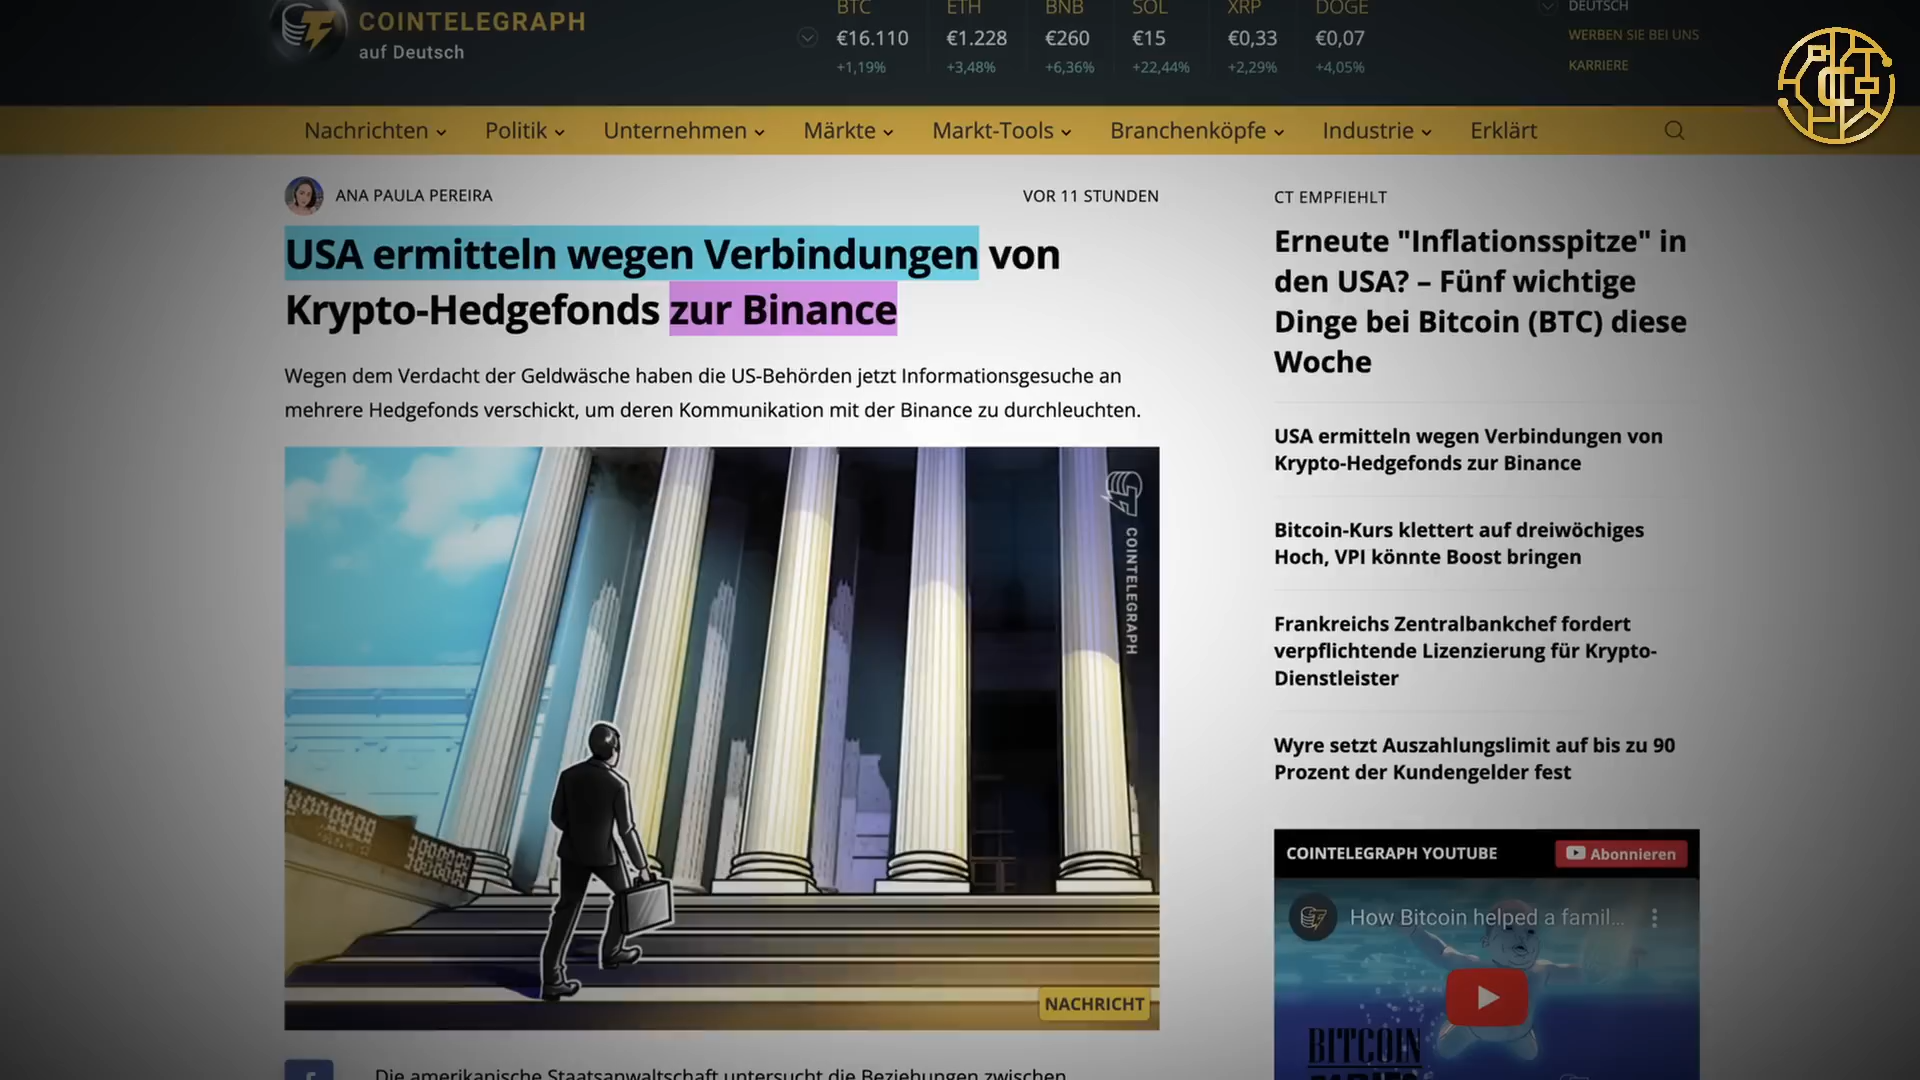 COINTELEGRAPH
auf Deutsch
BTC ETH BNB SOL XRP DOGE
€16.110 €1.228 €260 €15 €0,33 €0,07
+1,19% +3,48% +6,36% +22,44% +2,29% +4,05%
DEUTSCH
WERBEN SIE BEI UNS
KARRIERE
Nachrichten Politik Unternehmen Märkte Markt-Tools Branchenköpfe Industrie Erklärt
ANA PAULA PEREIRA
VOR 11 STUNDEN
USA ermitteln wegen Verbindungen von
Krypto-Hedgefonds zur Binance
Wegen dem Verdacht der Geldwäsche haben die US-Behörden jetzt Informationsgesuche an
mehrere Hedgefonds verschickt, um deren Kommunikation mit der Binance zu durchleuchten.
COINTELEGRAPH
NACHRICHT
Die amerikanische Staatsanwaltschaft untersucht die Beziehungen zwischen
CT EMPFIEHLT
Erneute "Inflationsspitze" in
den USA? – Fünf wichtige
Dinge bei Bitcoin (BTC) diese
Woche
USA ermitteln wegen Verbindungen von
Krypto-Hedgefonds zur Binance
Bitcoin-Kurs klettert auf dreiwöchiges
Hoch, VPI könnte Boost bringen
Frankreichs Zentralbankchef fordert
verpflichtende Lizenzierung für Krypto-
Dienstleister
Wyre setzt Auszahlungslimit auf bis zu 90
Prozent der Kundengelder fest
COINTELEGRAPH YOUTUBE
Abonnieren
How Bitcoin helped a famil...
BITCOIN